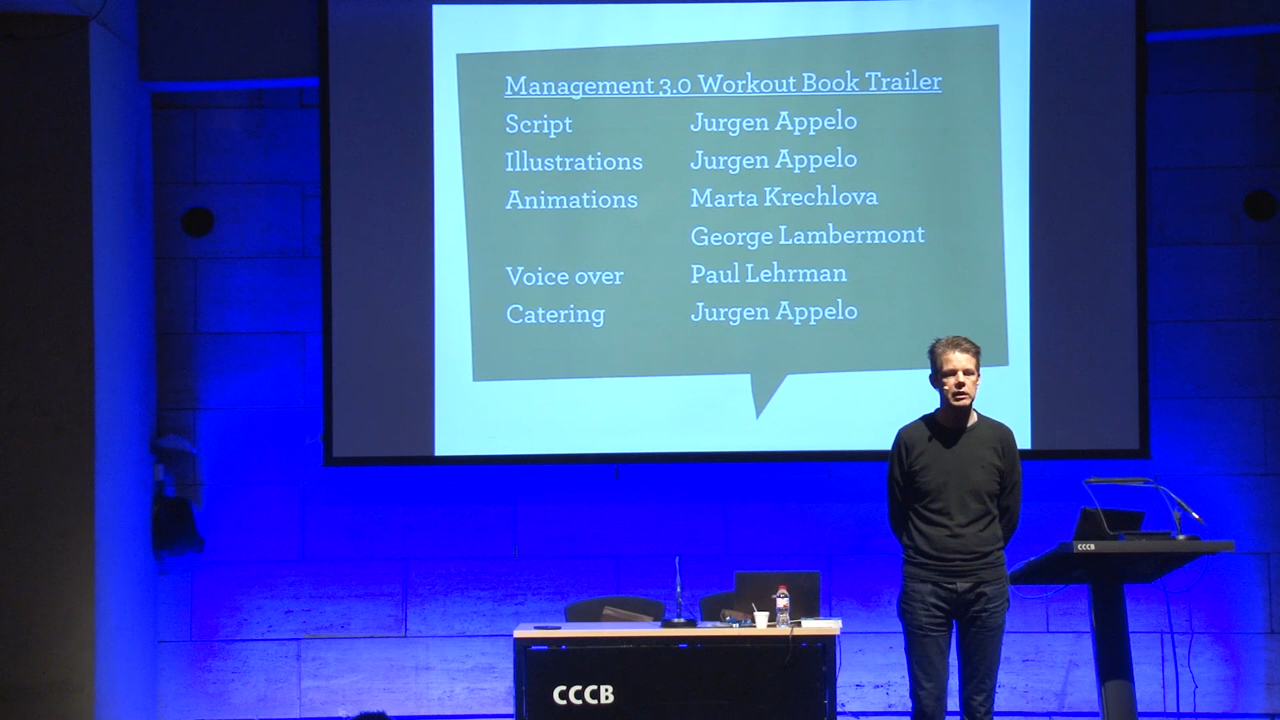 Management 3.0 Workout Book Trailer
Script Jurgen Appelo
Illustrations Jurgen Appelo
Animations Marta Krechlova
George Lambermont
Voice over Paul Lehrman
Catering Jurgen Appelo
CCCB
CCCB